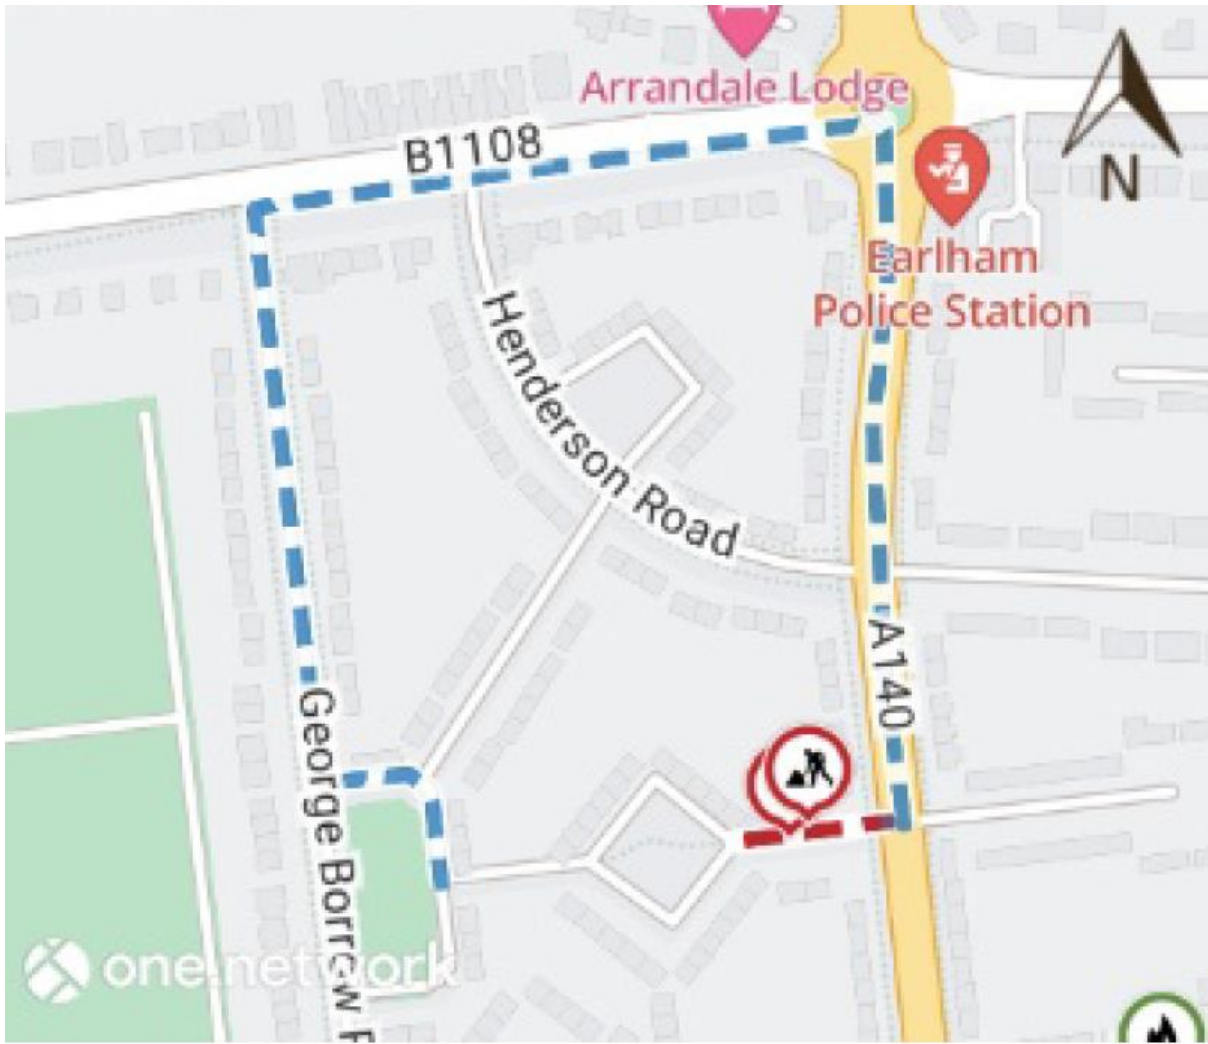 Arrandale Lodge
B1108
N
Earlham
Police Station
Henderson Road
A140
George Borrow R
one.network